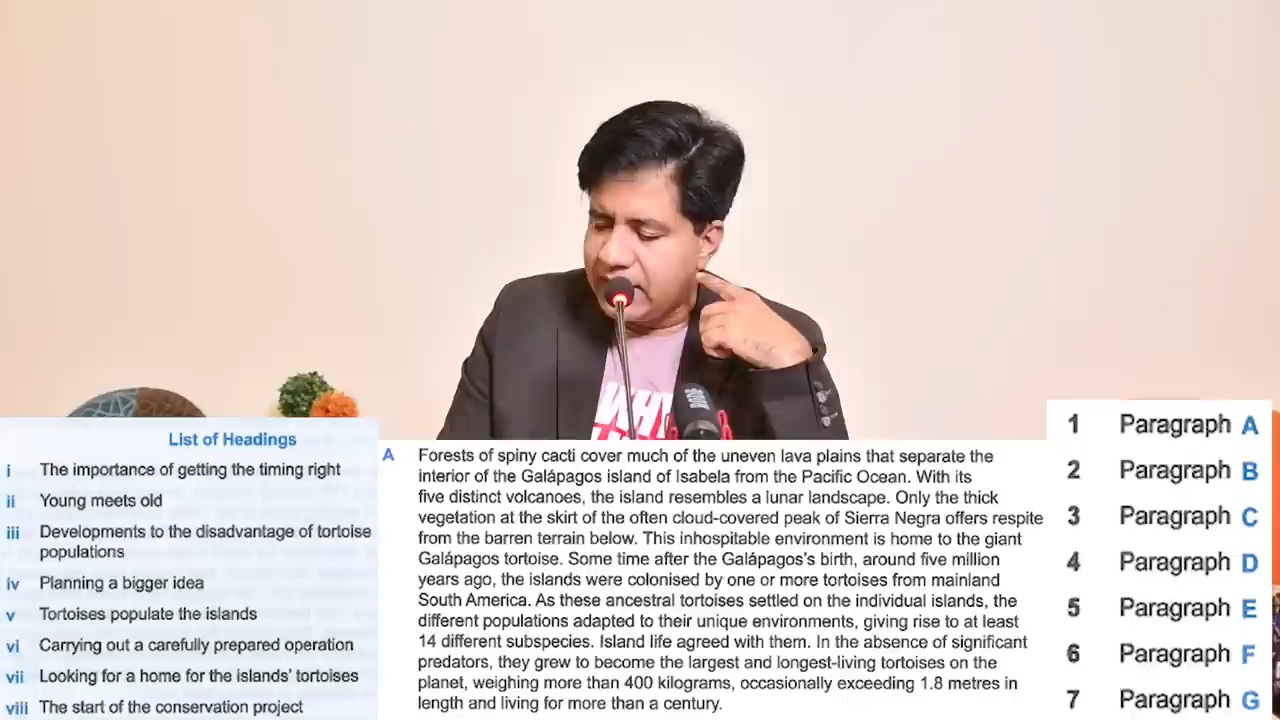 WH
RODE
List of Headings
i The importance of getting the timing right
ii Young meets old
iii Developments to the disadvantage of tortoise
populations
iv Planning a bigger idea
v Tortoises populate the islands
vi Carrying out a carefully prepared operation
vii Looking for a home for the islands' tortoises
viii The start of the conservation project
A Forests of spiny cacti cover much of the uneven lava plains that separate the
interior of the Galápagos island of Isabela from the Pacific Ocean. With its
five distinct volcanoes, the island resembles a lunar landscape. Only the thick
vegetation at the skirt of the often cloud-covered peak of Sierra Negra offers respite
from the barren terrain below. This inhospitable environment is home to the giant
Galápagos tortoise. Some time after the Galápagos's birth, around five million
years ago, the islands were colonised by one or more tortoises from mainland
South America. As these ancestral tortoises settled on the individual islands, the
different populations adapted to their unique environments, giving rise to at least
14 different subspecies. Island life agreed with them. In the absence of significant
predators, they grew to become the largest and longest-living tortoises on the
planet, weighing more than 400 kilograms, occasionally exceeding 1.8 metres in
length and living for more than a century.
1 Paragraph A
2 Paragraph B
3 Paragraph C
4 Paragraph D
5 Paragraph E
6 Paragraph F
7 Paragraph G